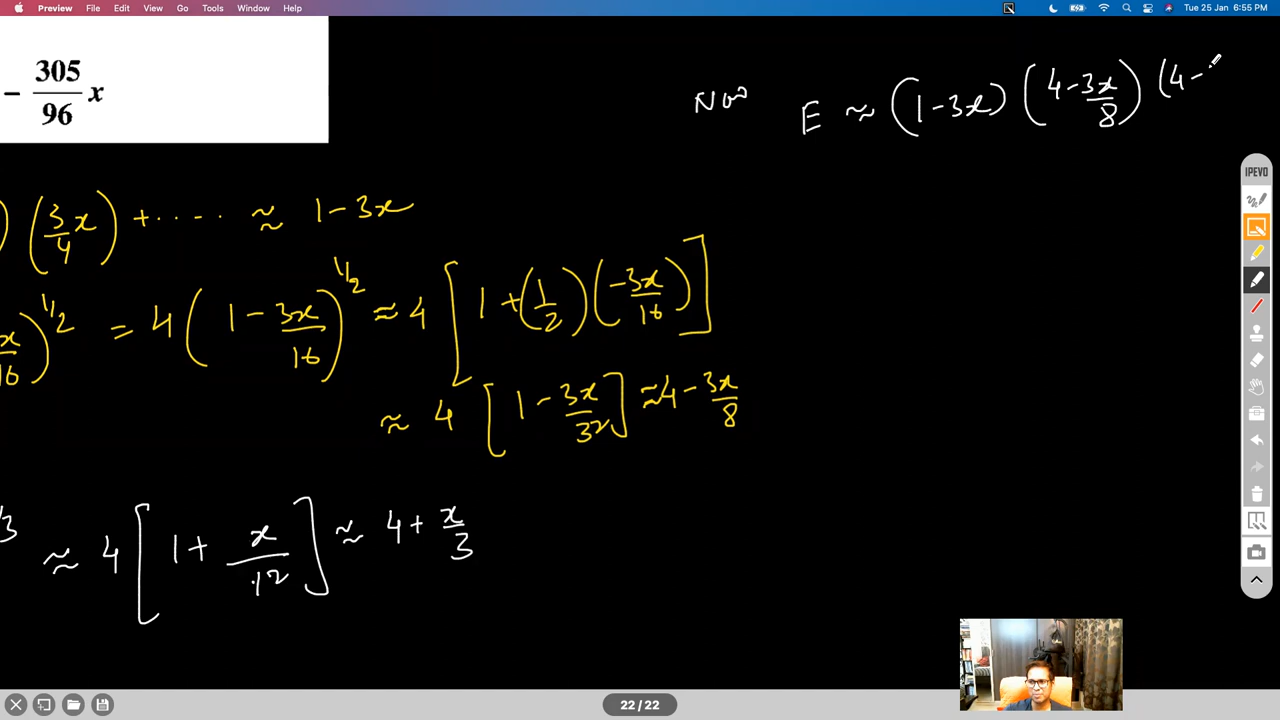 Preview File Edit View Go Tools Window Help Tue 25 Jan 6:55 PM
− 305/96 x
Now E ≈ (1−3x) (4−3x/8) (4−
) (3/4 x) + ..... ≈ 1−3x
x/16)^1/2 = 4(1−3x/16)^1/2 ≈ 4[1+(1/2)(−3x/16)]
≈ 4[1−3x/32] ≈ 4−3x/8
1/3 ≈ 4[1+ x/12] ≈ 4+ x/3
IPEVO
22 / 22